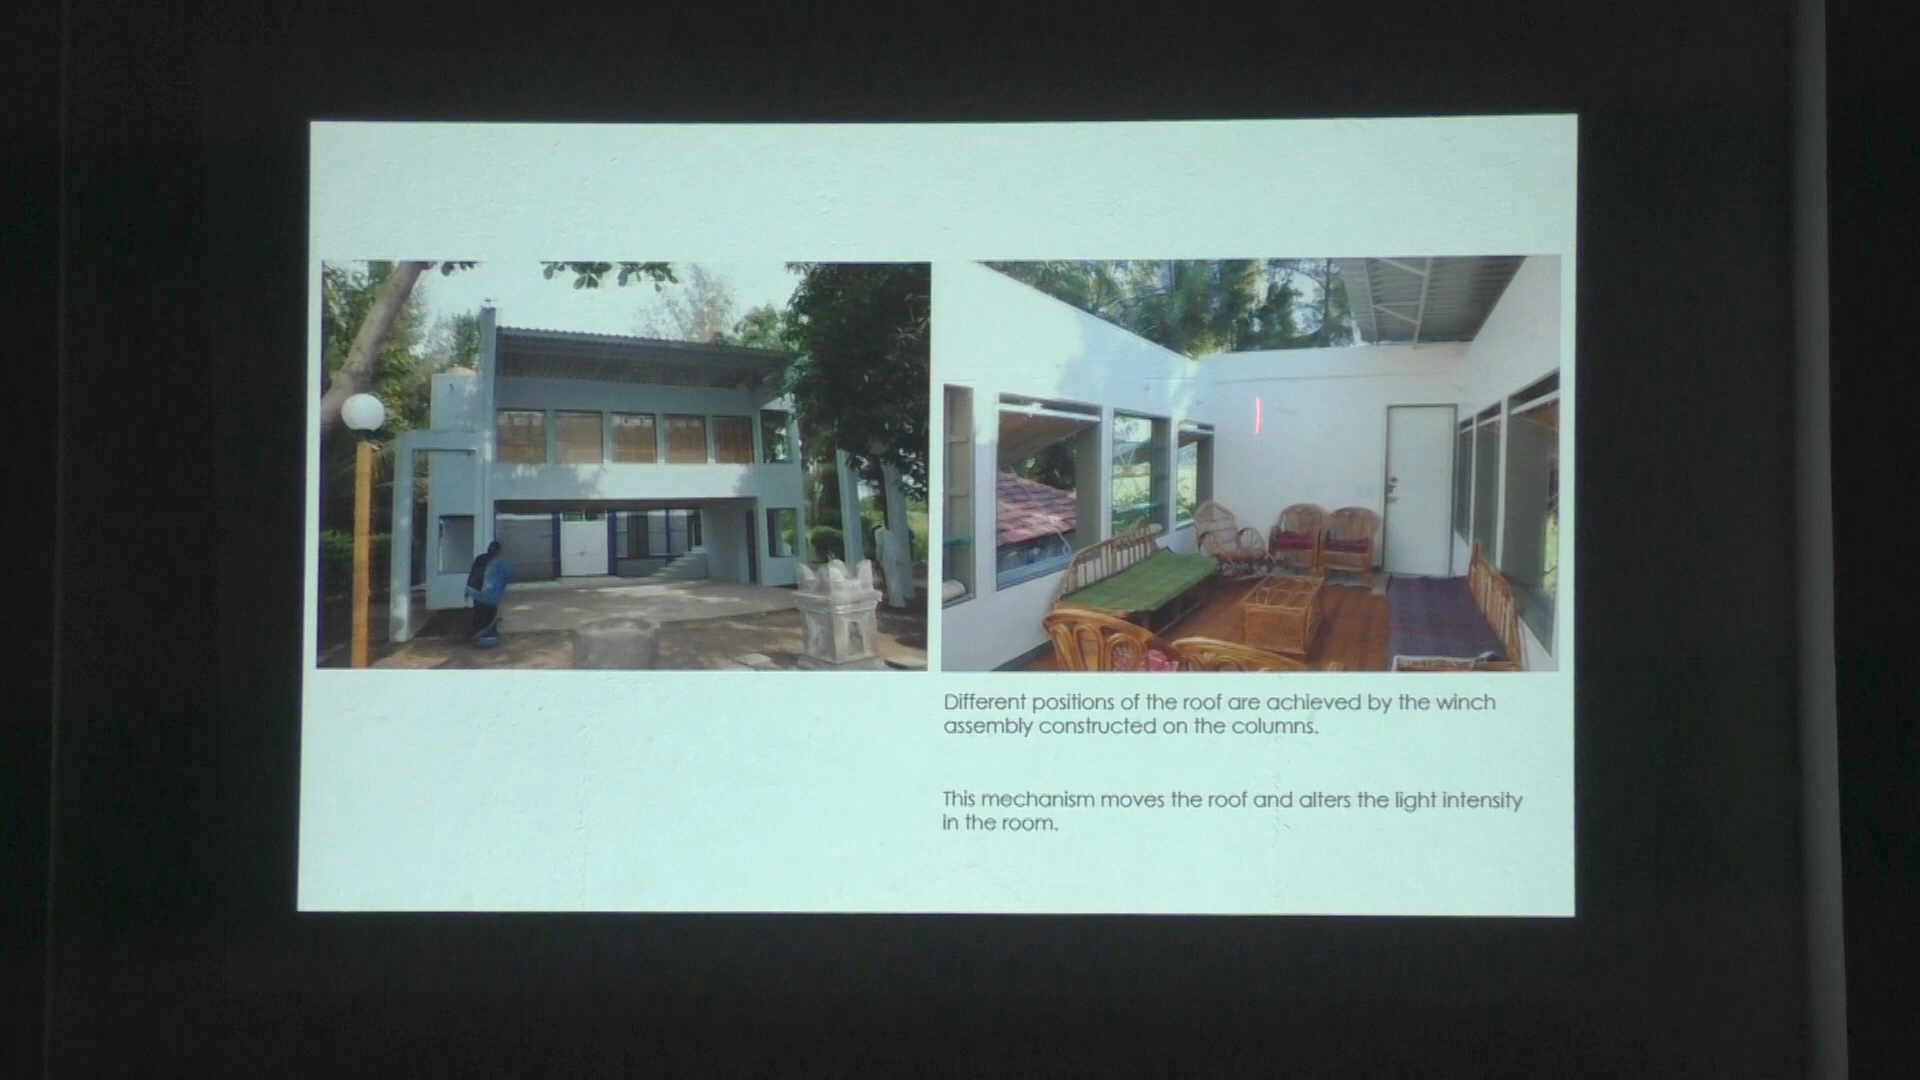 Different positions of the roof are achieved by the winch
assembly constructed on the columns.
This mechanism moves the roof and alters the light intensity
in the room.